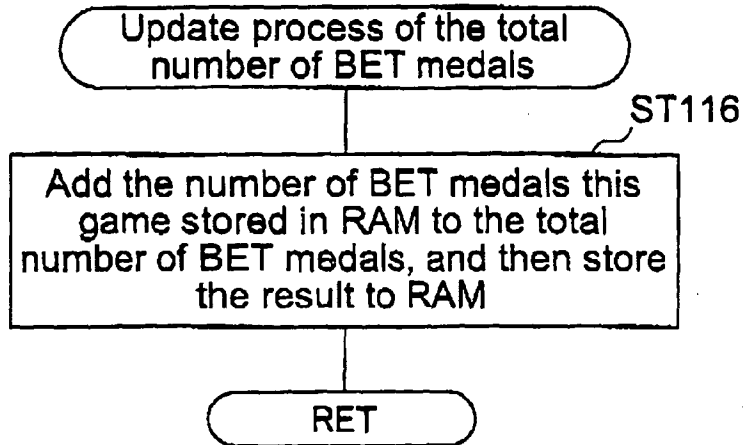 Update process of the total
number of BET medals
ST116
Add the number of BET medals this
game stored in RAM to the total
number of BET medals, and then store
the result to RAM
RET